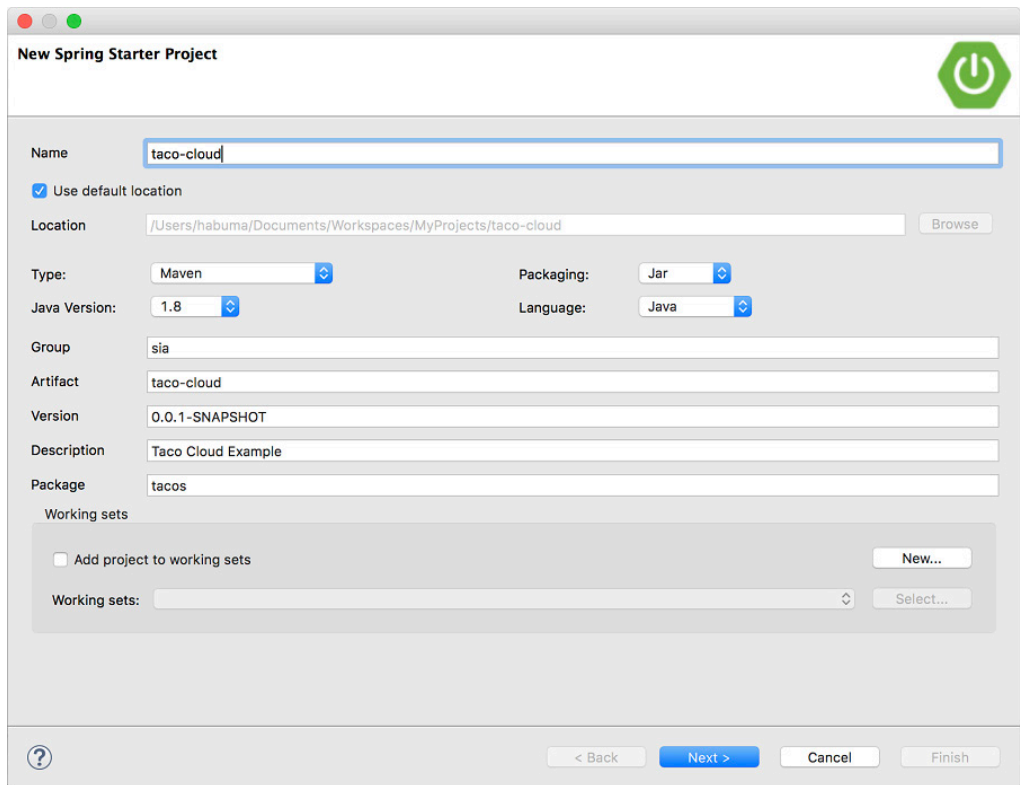 New Spring Starter Project
Name taco-cloud
Use default location
Location /Users/habuma/Documents/Workspaces/MyProjects/taco-cloud Browse
Type: Maven Packaging: Jar
Java Version: 1.8 Language: Java
Group sia
Artifact taco-cloud
Version 0.0.1-SNAPSHOT
Description Taco Cloud Example
Package tacos
Working sets
Add project to working sets New...
Working sets: Select...
? < Back Next > Cancel Finish